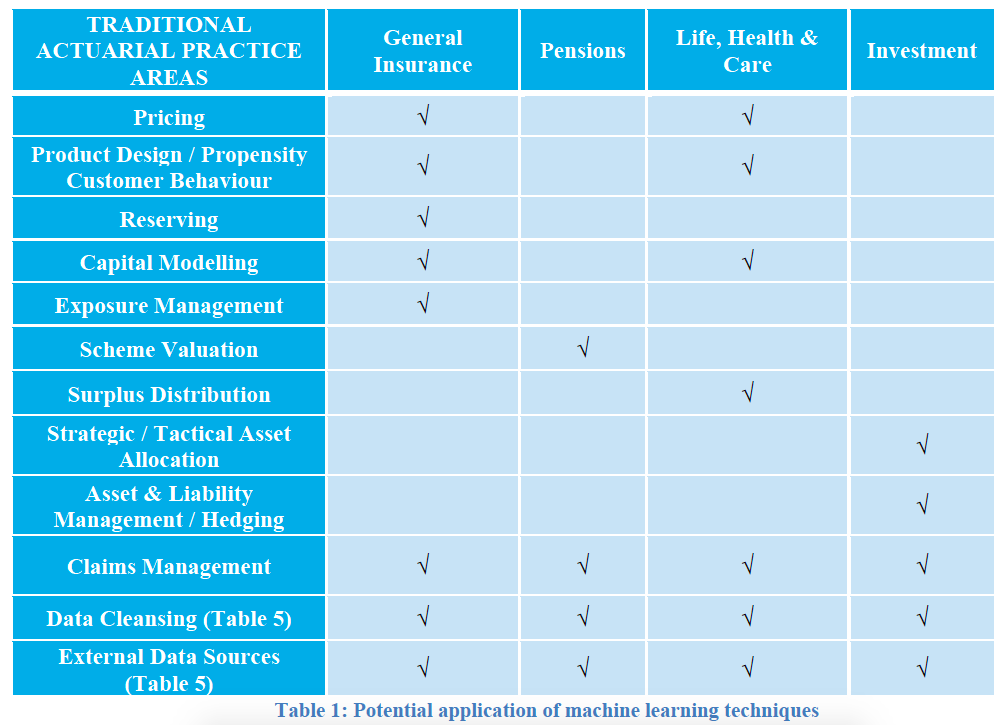 TRADITIONAL
ACTUARIAL PRACTICE
AREAS
General
Insurance
Pensions
Life, Health &
Care
Investment
Pricing √ √
Product Design / Propensity
Customer Behaviour √ √
Reserving √
Capital Modelling √ √
Exposure Management √
Scheme Valuation √
Surplus Distribution √
Strategic / Tactical Asset
Allocation √
Asset & Liability
Management / Hedging √
Claims Management √ √ √ √
Data Cleansing (Table 5) √ √ √ √
External Data Sources
(Table 5) √ √ √ √
Table 1: Potential application of machine learning techniques